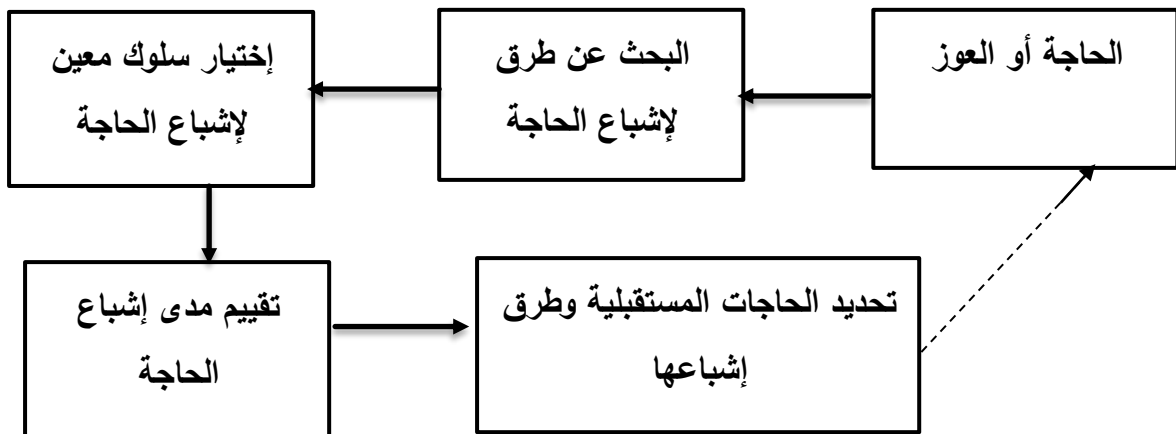 الحاجة أو العوز
البحث عن طرق
لإشباع الحاجة
إختيار سلوك معين
لإشباع الحاجة
تقييم مدى إشباع
الحاجة
تحديد الحاجات المستقبلية وطرق
إشباعها